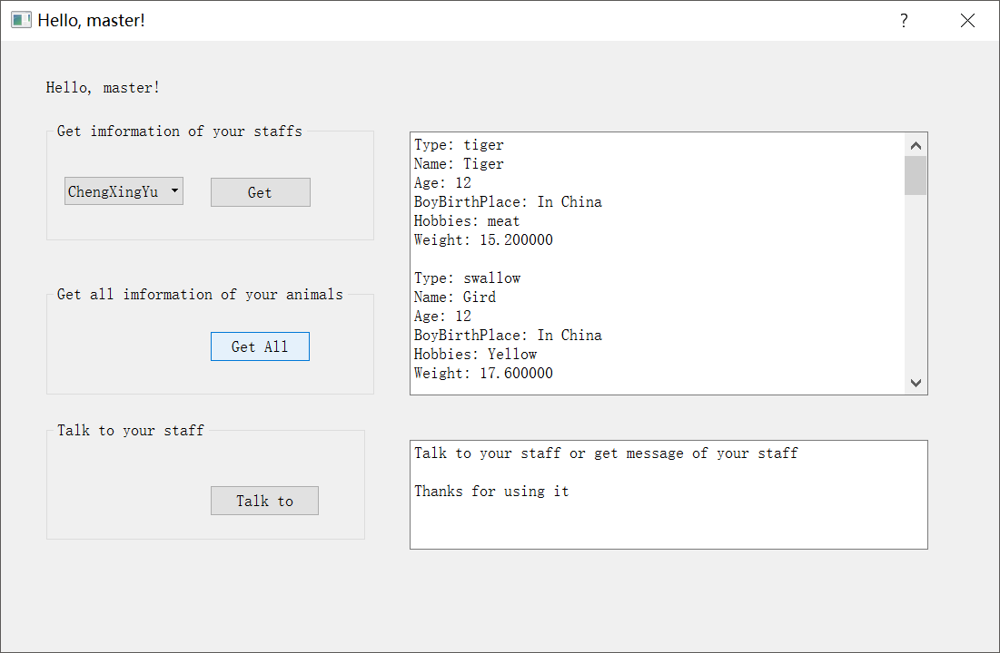 Hello, master!
?
Hello, master!
Get imformation of your staffs
ChengXingYu
Get
Type: tiger
Name: Tiger
Age: 12
BoyBirthPlace: In China
Hobbies: meat
Weight: 15.200000
Type: swallow
Name: Gird
Age: 12
BoyBirthPlace: In China
Hobbies: Yellow
Weight: 17.600000
Get all imformation of your animals
Get All
Talk to your staff
Talk to
Talk to your staff or get message of your staff
Thanks for using it